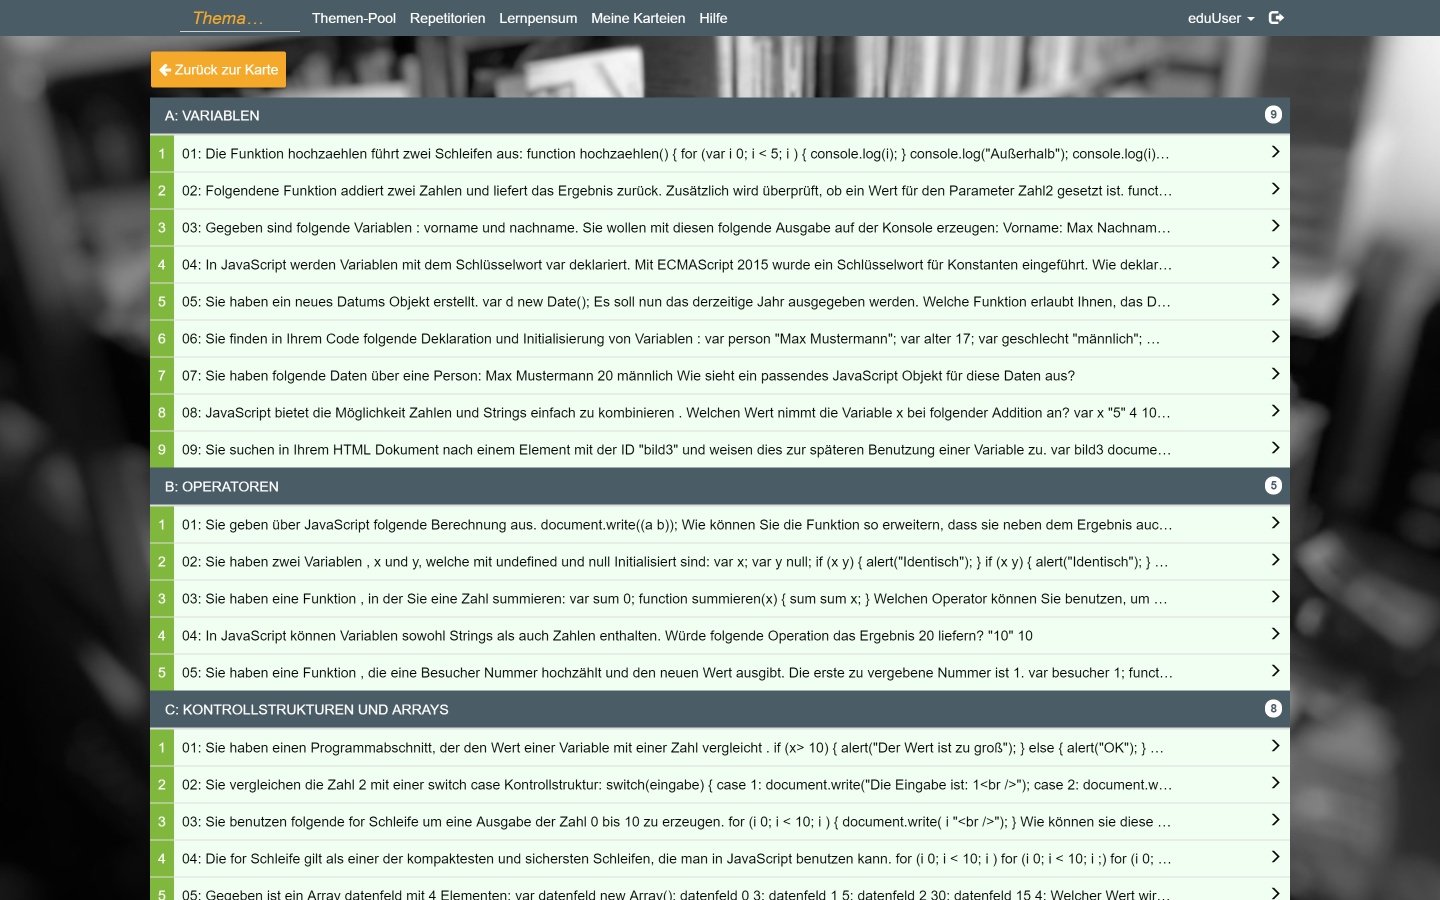 Thema…
Themen-Pool Repetitorien Lernpensum Meine Karteien Hilfe
eduUser
Zurück zur Karte
A: VARIABLEN 9
1 01: Die Funktion hochzaehlen führt zwei Schleifen aus: function hochzaehlen() { for (var i 0; i < 5; i ) { console.log(i); } console.log("Außerhalb"); console.log(i)…
2 02: Folgendene Funktion addiert zwei Zahlen und liefert das Ergebnis zurück. Zusätzlich wird überprüft, ob ein Wert für den Parameter Zahl2 gesetzt ist. funct…
3 03: Gegeben sind folgende Variablen : vorname und nachname. Sie wollen mit diesen folgende Ausgabe auf der Konsole erzeugen: Vorname: Max Nachnam…
4 04: In JavaScript werden Variablen mit dem Schlüsselwort var deklariert. Mit ECMAScript 2015 wurde ein Schlüsselwort für Konstanten eingeführt. Wie deklar…
5 05: Sie haben ein neues Datums Objekt erstellt. var d new Date(); Es soll nun das derzeitige Jahr ausgegeben werden. Welche Funktion erlaubt Ihnen, das D…
6 06: Sie finden in Ihrem Code folgende Deklaration und Initialisierung von Variablen : var person "Max Mustermann"; var alter 17; var geschlecht "männlich"; …
7 07: Sie haben folgende Daten über eine Person: Max Mustermann 20 männlich Wie sieht ein passendes JavaScript Objekt für diese Daten aus?
8 08: JavaScript bietet die Möglichkeit Zahlen und Strings einfach zu kombinieren . Welchen Wert nimmt die Variable x bei folgender Addition an? var x "5" 4 10…
9 09: Sie suchen in Ihrem HTML Dokument nach einem Element mit der ID "bild3" und weisen dies zur späteren Benutzung einer Variable zu. var bild3 docume…
B: OPERATOREN 5
1 01: Sie geben über JavaScript folgende Berechnung aus. document.write((a b)); Wie können Sie die Funktion so erweitern, dass sie neben dem Ergebnis auc…
2 02: Sie haben zwei Variablen , x und y, welche mit undefined und null Initialisiert sind: var x; var y null; if (x y) { alert("Identisch"); } if (x y) { alert("Identisch"); } …
3 03: Sie haben eine Funktion , in der Sie eine Zahl summieren: var sum 0; function summieren(x) { sum sum x; } Welchen Operator können Sie benutzen, um …
4 04: In JavaScript können Variablen sowohl Strings als auch Zahlen enthalten. Würde folgende Operation das Ergebnis 20 liefern? "10" 10
5 05: Sie haben eine Funktion , die eine Besucher Nummer hochzählt und den neuen Wert ausgibt. Die erste zu vergebene Nummer ist 1. var besucher 1; funct…
C: KONTROLLSTRUKTUREN UND ARRAYS 8
1 01: Sie haben einen Programmabschnitt, der den Wert einer Variable mit einer Zahl vergleicht . if (x> 10) { alert("Der Wert ist zu groß"); } else { alert("OK"); } …
2 02: Sie vergleichen die Zahl 2 mit einer switch case Kontrollstruktur: switch(eingabe) { case 1: document.write("Die Eingabe ist: 1<br />"); case 2: document.w…
3 03: Sie benutzen folgende for Schleife um eine Ausgabe der Zahl 0 bis 10 zu erzeugen. for (i 0; i < 10; i ) { document.write( i "<br />"); } Wie können sie diese …
4 04: Die for Schleife gilt als einer der kompaktesten und sichersten Schleifen, die man in JavaScript benutzen kann. for (i 0; i < 10; i ) for (i 0; i < 10; i ;) for (i 0; …
5 05: Gegeben ist ein Array datenfeld mit 4 Elementen: var datenfeld new Array(); datenfeld 0 3; datenfeld 1 5; datenfeld 2 30; datenfeld 15 4; Welcher Wert wir…